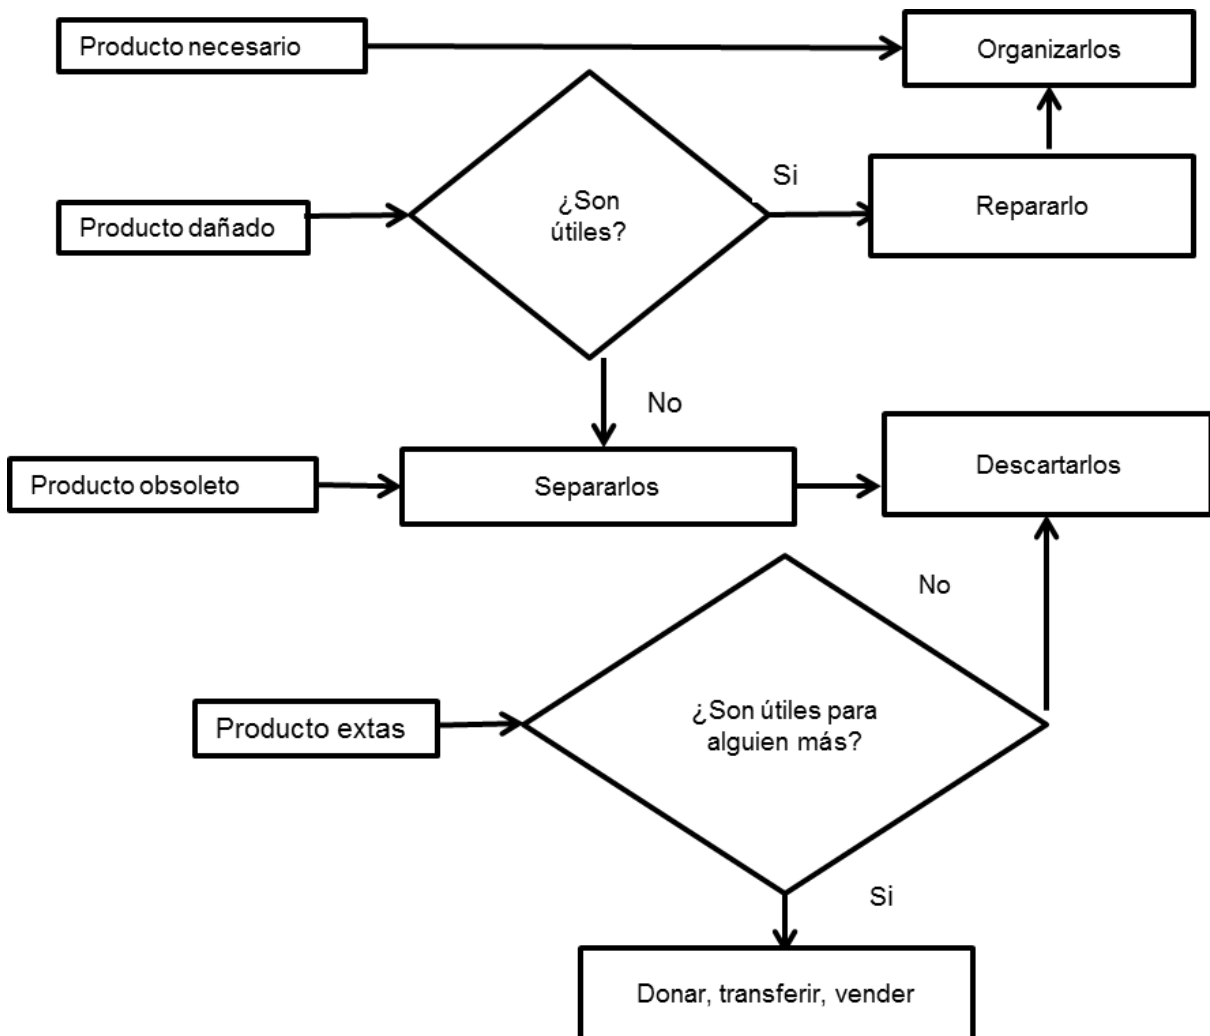 Producto necesario
Organizarlos
Si
¿Son
útiles?
Repararlo
Producto dañado
No
Descartarlos
Producto obsoleto
Separarlos
No
¿Son útiles para
alguien más?
Producto extas
Si
Donar, transferir, vender